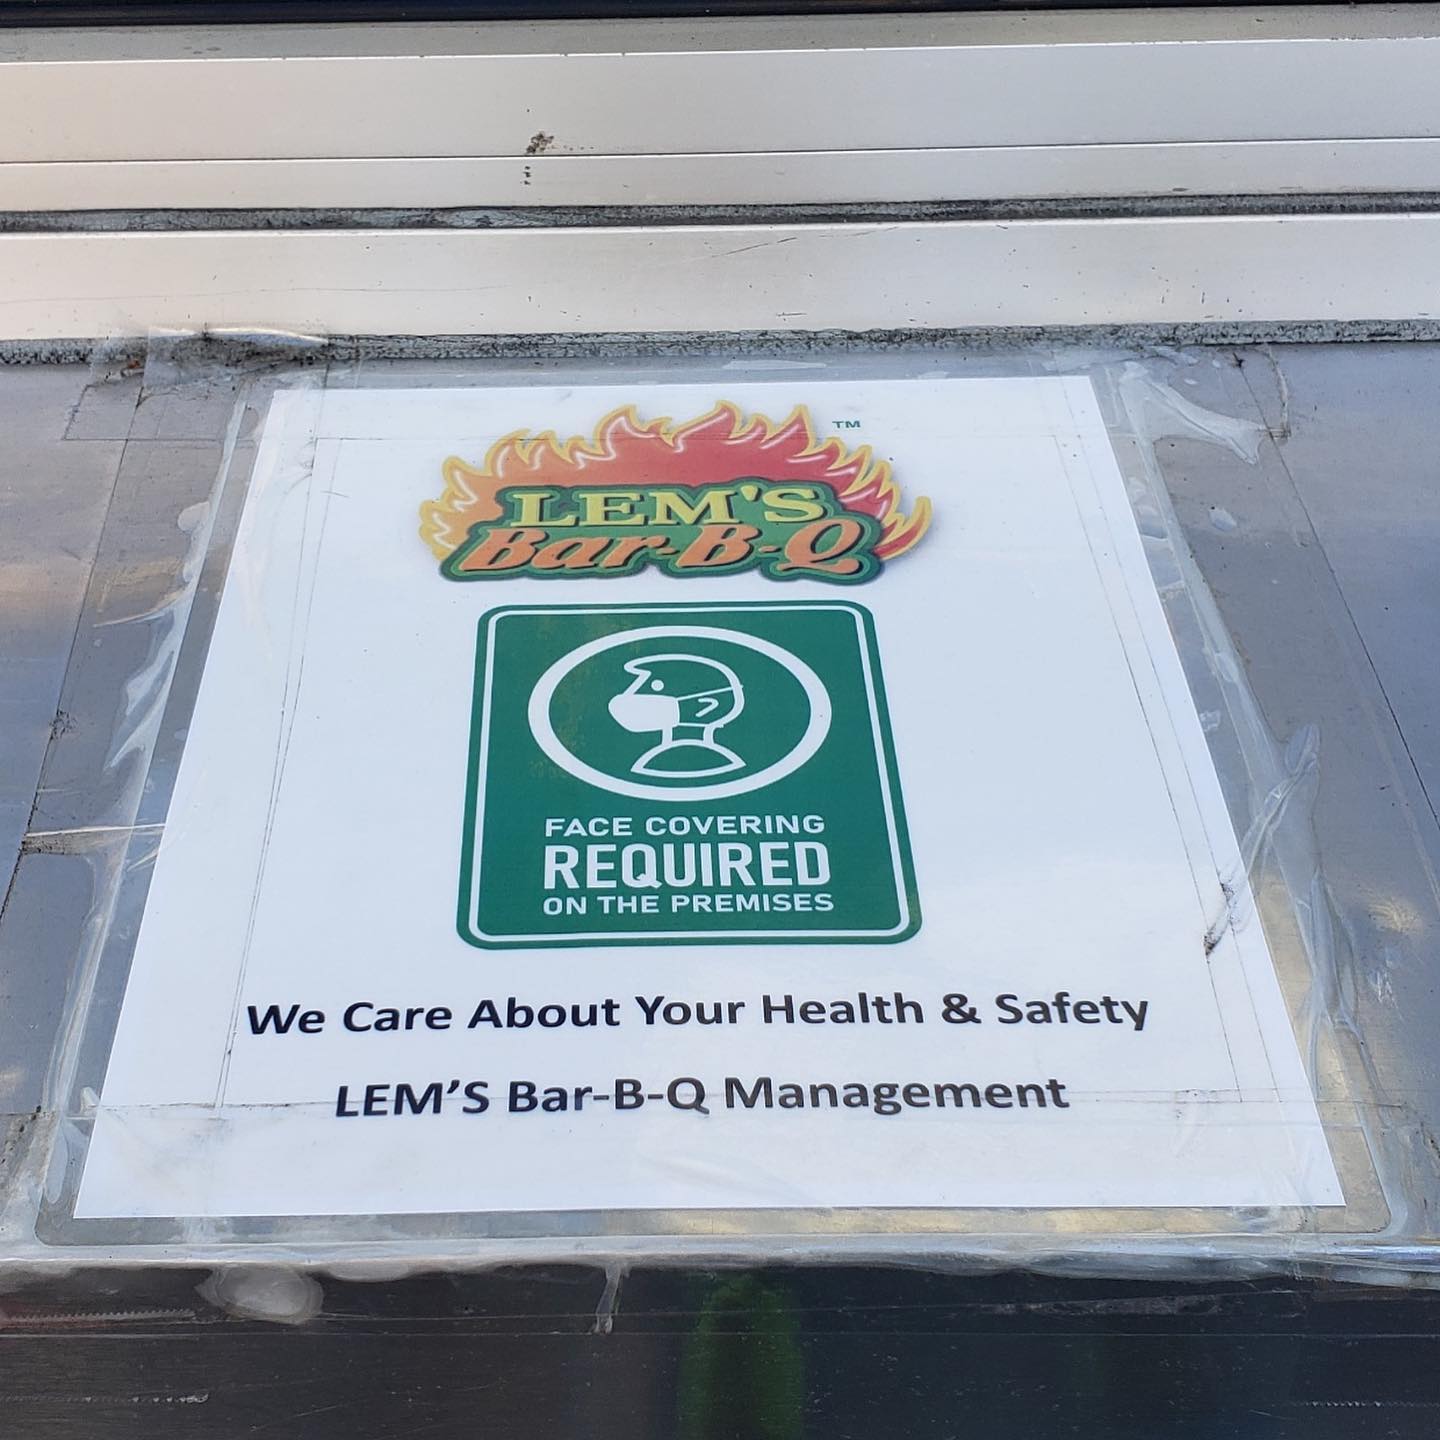 LEM'S TM
Bar-B-Q
FACE COVERING
REQUIRED
ON THE PREMISES
We Care About Your Health & Safety
LEM’S Bar-B-Q Management